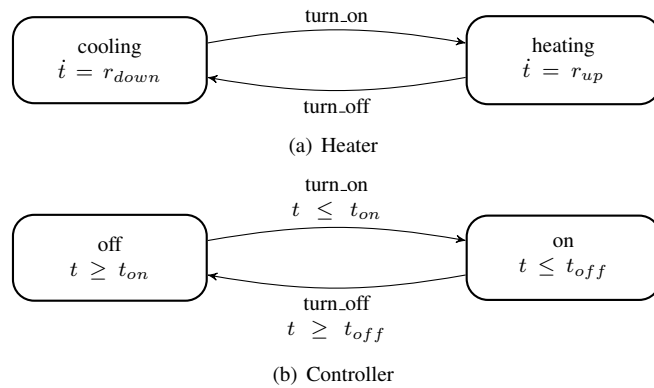 turn_on
cooling
ṫ = r_down
heating
ṫ = r_up
turn_off
(a) Heater
turn_on
t ≤ t_on
off
t ≥ t_on
on
t ≤ t_off
turn_off
t ≥ t_off
(b) Controller